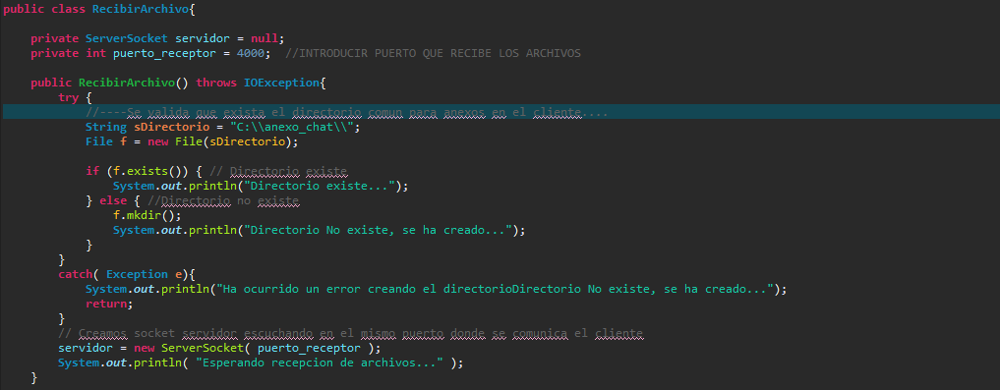 public class RecibirArchivo{
private ServerSocket servidor = null;
private int puerto_receptor = 4000;  //INTRODUCIR PUERTO QUE RECIBE LOS ARCHIVOS
public RecibirArchivo() throws IOException{
try {
//----Se valida que exista el directorio comun para anexos en el cliente....
String sDirectorio = "C:\\anexo_chat\\";
File f = new File(sDirectorio);
if (f.exists()) { // Directorio existe
System.out.println("Directorio existe...");
} else { //Directorio no existe
f.mkdir();
System.out.println("Directorio No existe, se ha creado...");
}
}
catch( Exception e){
System.out.println("Ha ocurrido un error creando el directorioDirectorio No existe, se ha creado...");
return;
}
// Creamos socket servidor escuchando en el mismo puerto donde se comunica el cliente
servidor = new ServerSocket( puerto_receptor );
System.out.println( "Esperando recepcion de archivos..." );
}